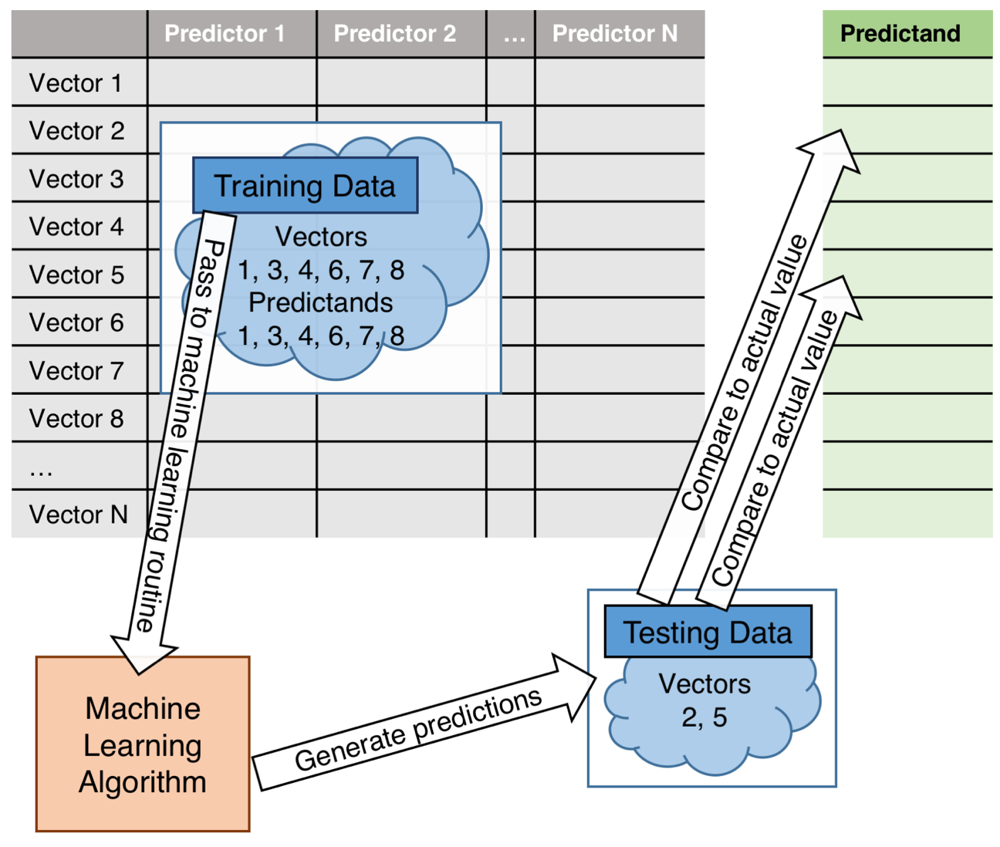 Predictor 1 Predictor 2 ... Predictor N Predictand
Vector 1
Vector 2
Vector 3
Vector 4
Vector 5
Vector 6
Vector 7
Vector 8
...
Vector N
Training Data
Vectors
1, 3, 4, 6, 7, 8
Predictands
1, 3, 4, 6, 7, 8
Pass to machine learning routine
Machine
Learning
Algorithm
Generate predictions
Testing Data
Vectors
2, 5
Compare to actual value
Compare to actual value